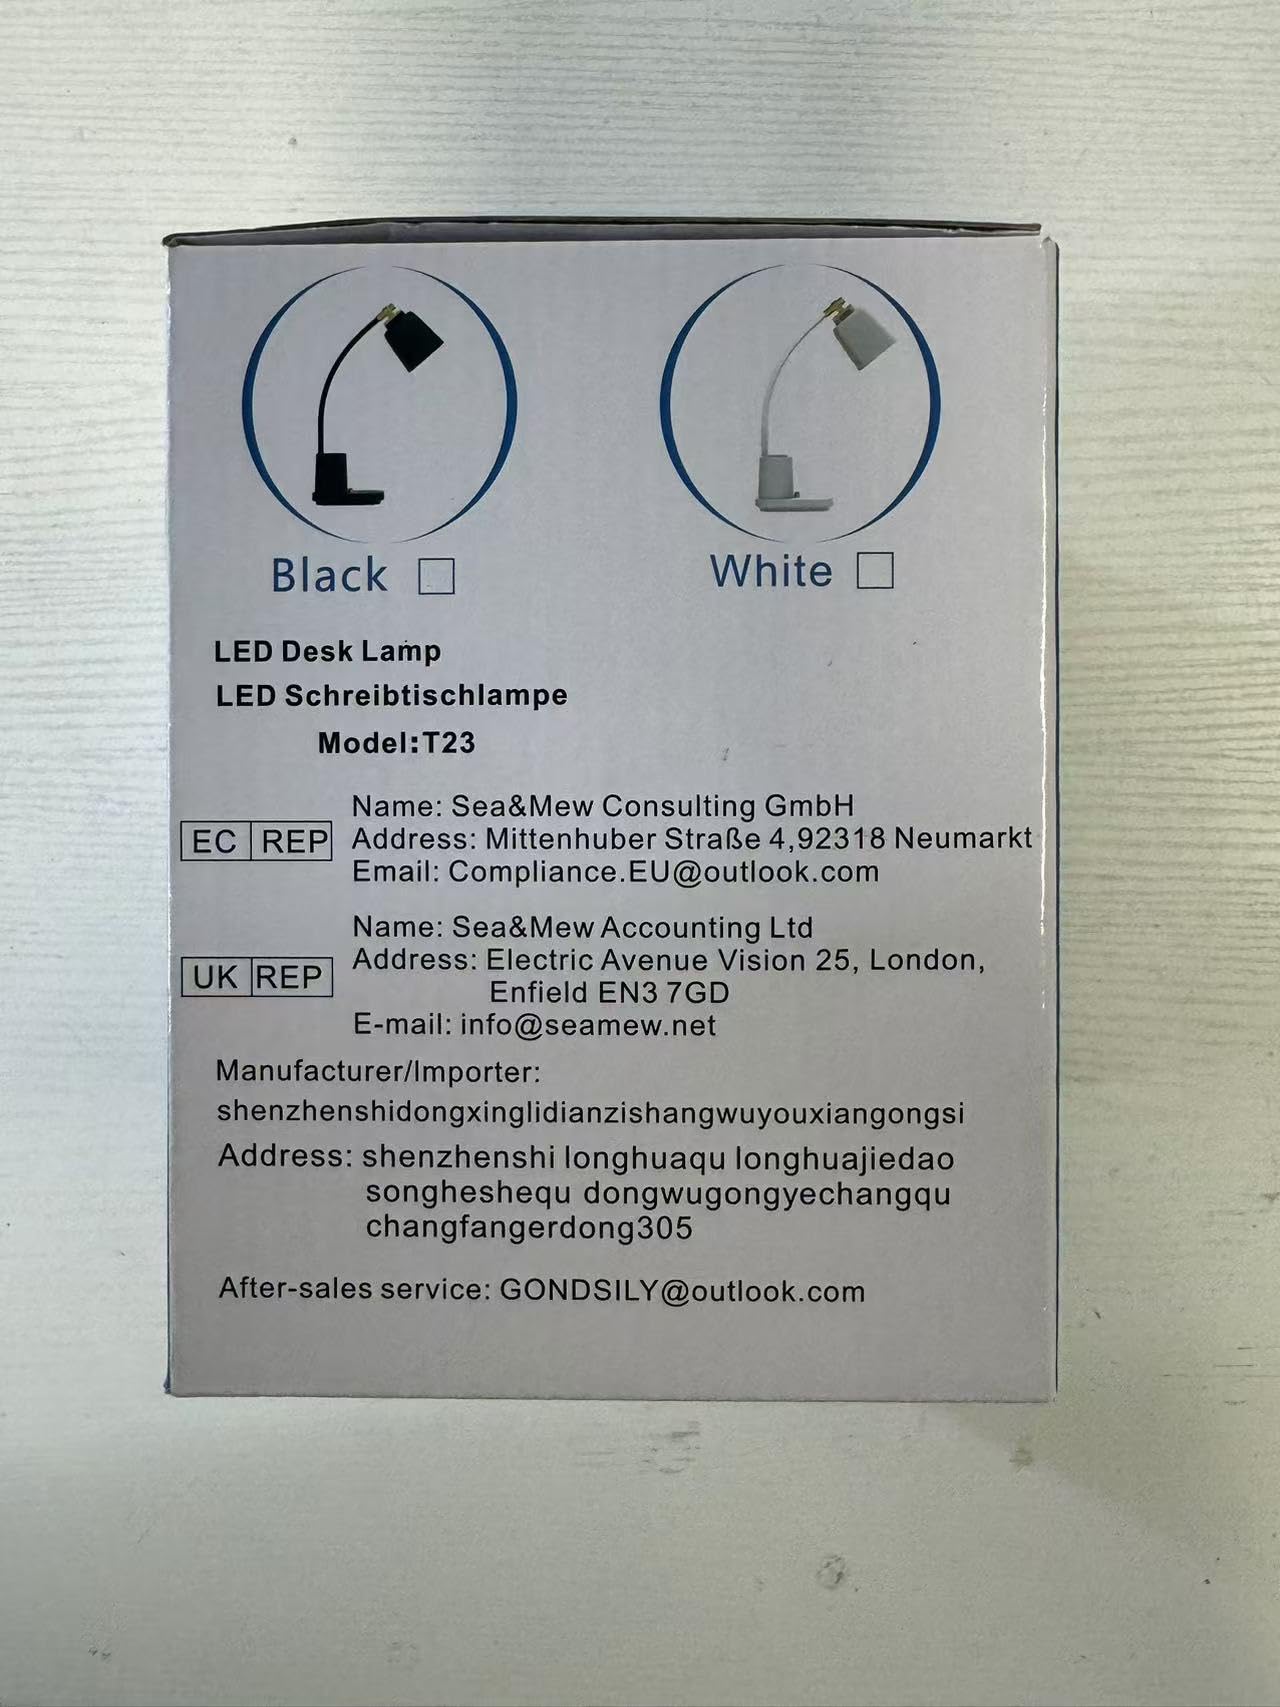 Black
White
LED Desk Lamp
LED Schreibtischlampe
Model:T23
EC REP
Name: Sea&Mew Consulting GmbH
Address: Mittenhuber Straße 4,92318 Neumarkt
Email: Compliance.EU@outlook.com
UK REP
Name: Sea&Mew Accounting Ltd
Address: Electric Avenue Vision 25, London,
Enfield EN3 7GD
E-mail: info@seamew.net
Manufacturer/Importer:
shenzhenshidongxinglidianzishangwuyouxiangongsi
Address: shenzhenshi longhuaqu longhuajiedao
songheshequ dongwugongyechangqu
changfangerdong305
After-sales service: GONDSILY@outlook.com